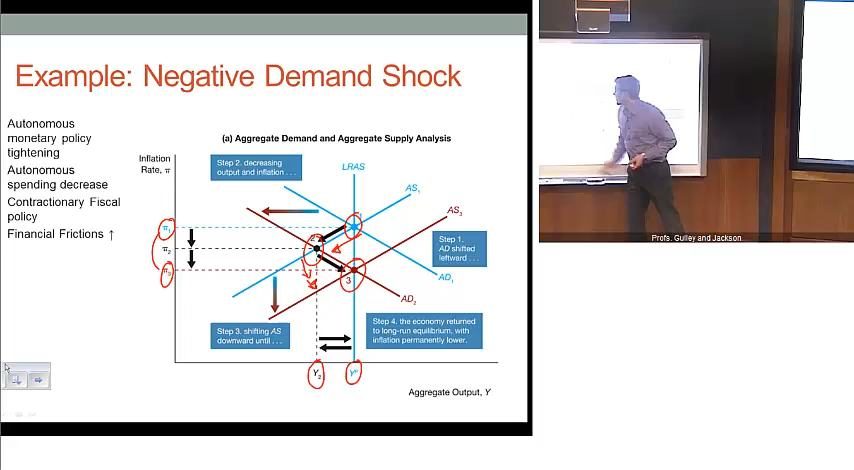 Example: Negative Demand Shock
Autonomous
monetary policy
tightening
Autonomous
spending decrease
Contractionary Fiscal
policy
Financial Frictions ↑
(a) Aggregate Demand and Aggregate Supply Analysis
Inflation
Rate, π
Step 2. decreasing
output and inflation . . .
LRAS
AS1
AS3
π1
1
2
Step 1.
AD shifted
leftward . . .
π2
π3
3
AD1
AD2
Step 3. shifting AS
downward until . . .
Step 4. the economy returned
to long-run equilibrium, with
inflation permanently lower.
Y2
YP
Aggregate Output, Y
Profs. Gulley and Jackson